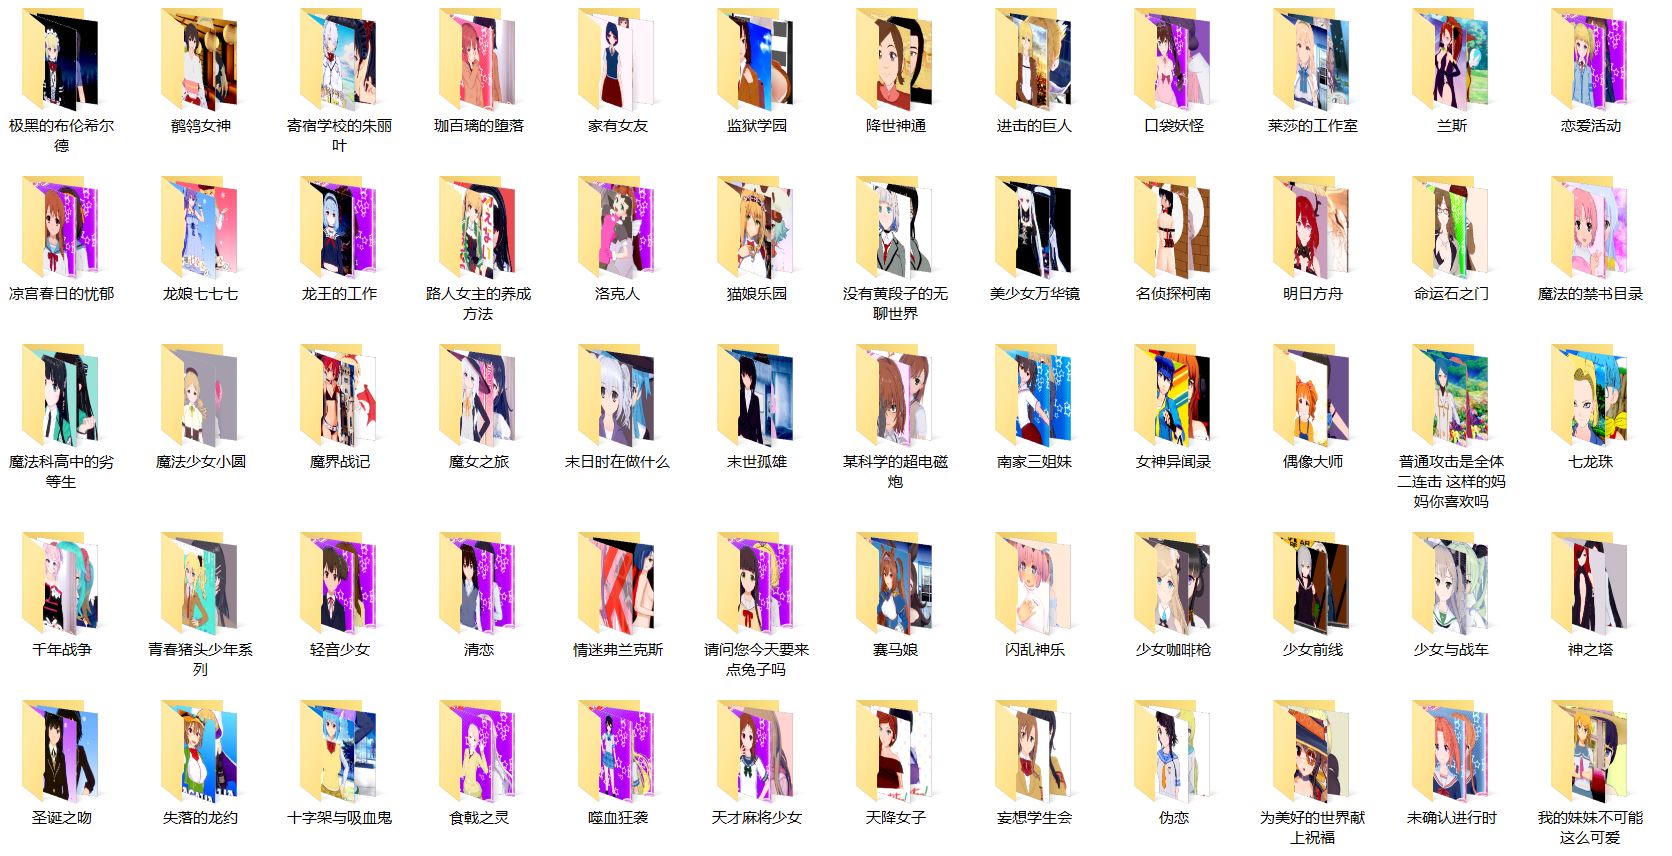 极黑的布伦希尔
德
鹡鸰女神
寄宿学校的朱丽
叶
珈百璃的堕落
家有女友
监狱学园
降世神通
进击的巨人
口袋妖怪
莱莎的工作室
兰斯
恋爱活动
凉宫春日的忧郁
龙娘七七七
龙王的工作
路人女主的养成
方法
洛克人
猫娘乐园
没有黄段子的无
聊世界
美少女万华镜
名侦探柯南
明日方舟
命运石之门
魔法的禁书目录
魔法科高中的劣
等生
魔法少女小圆
魔界战记
魔女之旅
末日时在做什么
末世孤雄
某科学的超电磁
炮
南家三姐妹
女神异闻录
偶像大师
普通攻击是全体
二连击 这样的妈
妈你喜欢吗
七龙珠
千年战争
青春猪头少年系
列
轻音少女
清恋
情迷弗兰克斯
请问您今天要来
点兔子吗
赛马娘
闪乱神乐
少女咖啡枪
少女前线
少女与战车
神之塔
圣诞之吻
失落的龙约
十字架与吸血鬼
食戟之灵
噬血狂袭
天才麻将少女
天降女子
妄想学生会
伪恋
为美好的世界献
上祝福
未确认进行时
我的妹妹不可能
这么可爱